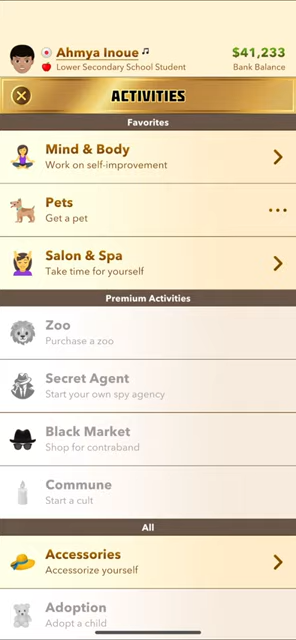 Ahmya Inoue
$41,233
Lower Secondary School Student
Bank Balance
ACTIVITIES
Favorites
Mind & Body
Work on self-improvement
Pets
Get a pet
Salon & Spa
Take time for yourself
Premium Activities
Zoo
Purchase a zoo
Secret Agent
Start your own spy agency
Black Market
Shop for contraband
Commune
Start a cult
All
Accessories
Accessorize yourself
Adoption
Adopt a child